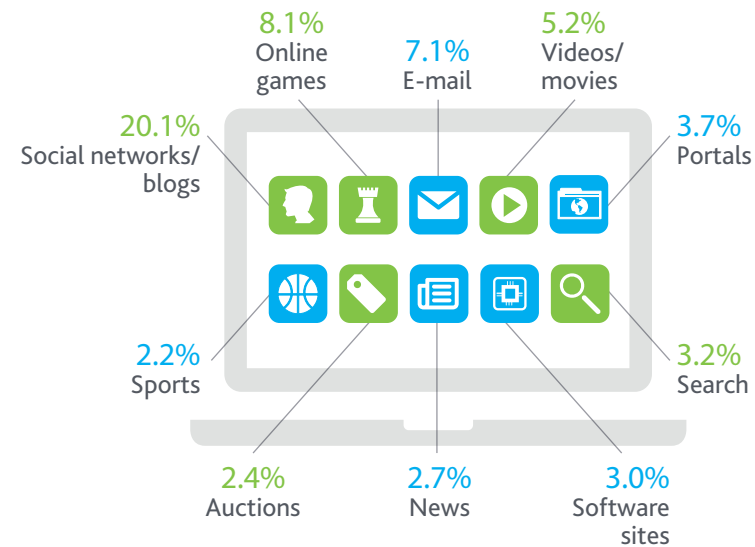 8.1%
Online
games
7.1%
E-mail
5.2%
Videos/
movies
20.1%
Social networks/
blogs
3.7%
Portals
2.2%
Sports
3.2%
Search
2.4%
Auctions
2.7%
News
3.0%
Software
sites